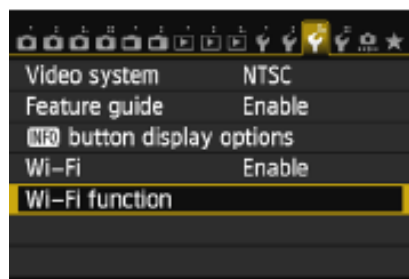 Video system NTSC
Feature guide Enable
INFO button display options
Wi-Fi Enable
Wi-Fi function